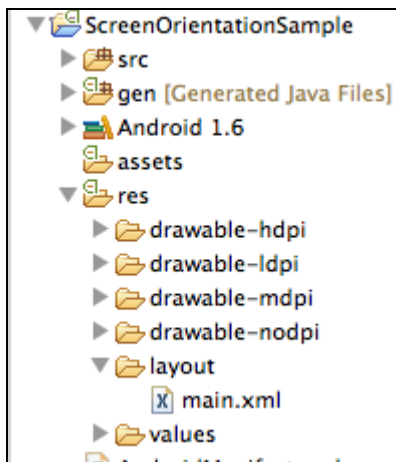 ScreenOrientationSample
src
gen [Generated Java Files]
Android 1.6
assets
res
drawable-hdpi
drawable-ldpi
drawable-mdpi
drawable-nodpi
layout
main.xml
values